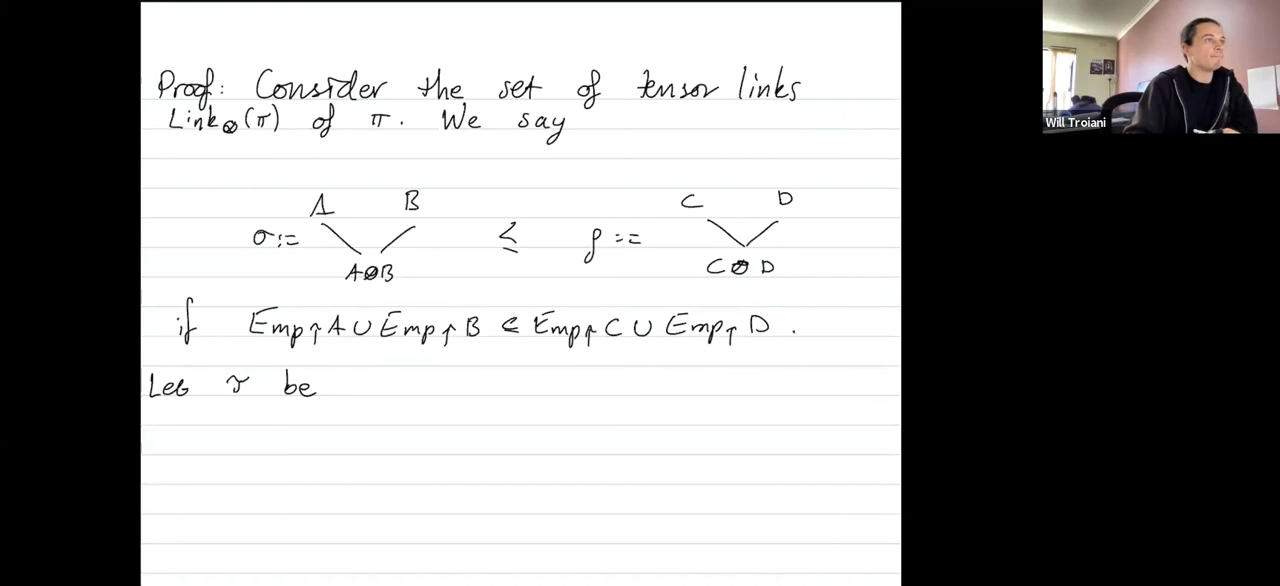 Proof: Consider the set of tensor links
Link⊗(π) of π. We say
A B C D
σ := ≤ ρ :=
A⊗B C⊗D
if Emp↑A ∪ Emp↑B ⊆ Emp↑C ∪ Emp↑D.
Let τ be
Will Troiani